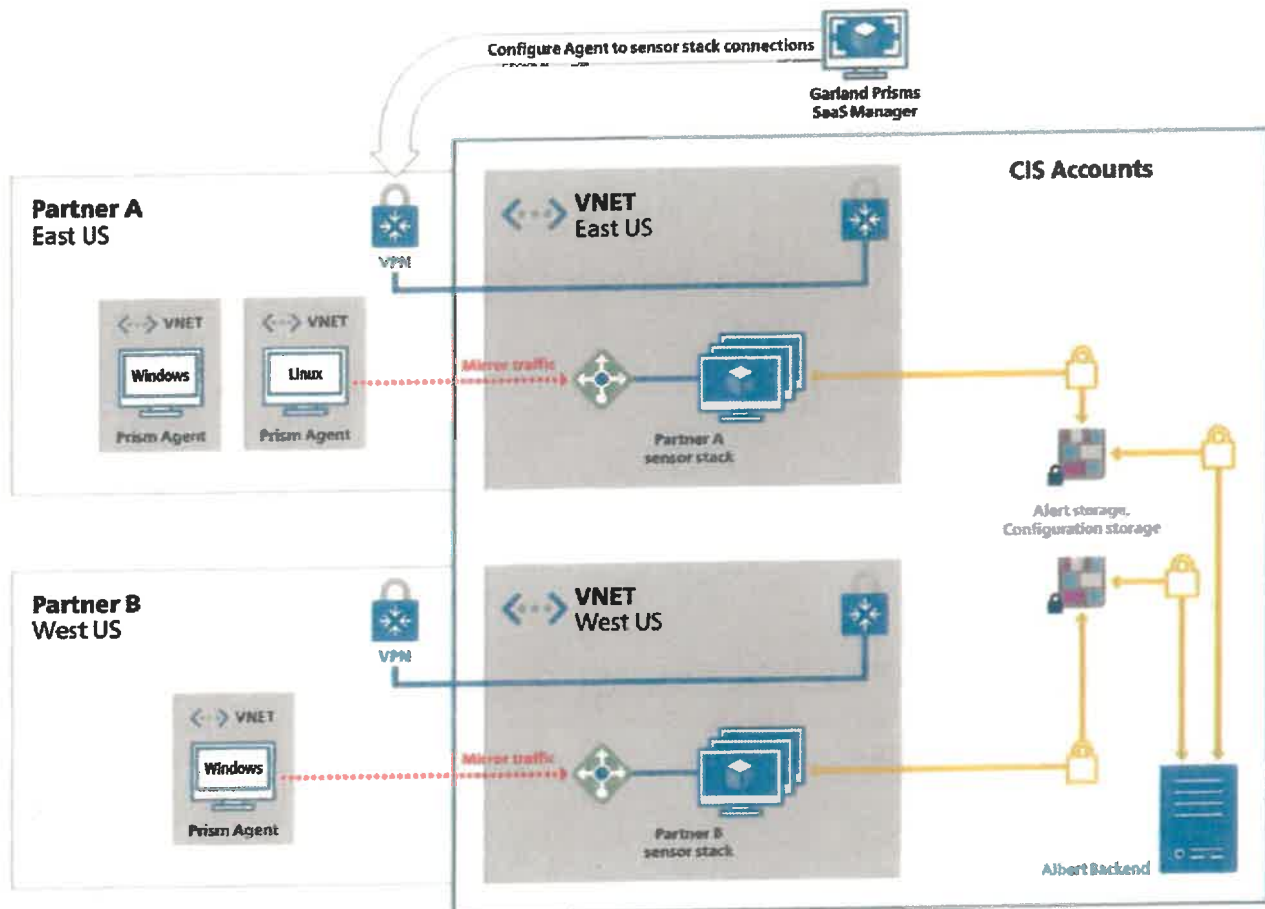 Configure Agent to sensor stack connections
Garland Prisms
SaaS Manager
CIS Accounts
Partner A
East US
VPN
VNET
East US
VNET
Windows
Prism Agent
VNET
Linux
Prism Agent
Mirror traffic
Partner A
sensor stack
Alert storage,
Configuration storage
Partner B
West US
VPN
VNET
West US
VNET
Windows
Prism Agent
Mirror traffic
Partner B
sensor stack
Albert Backend